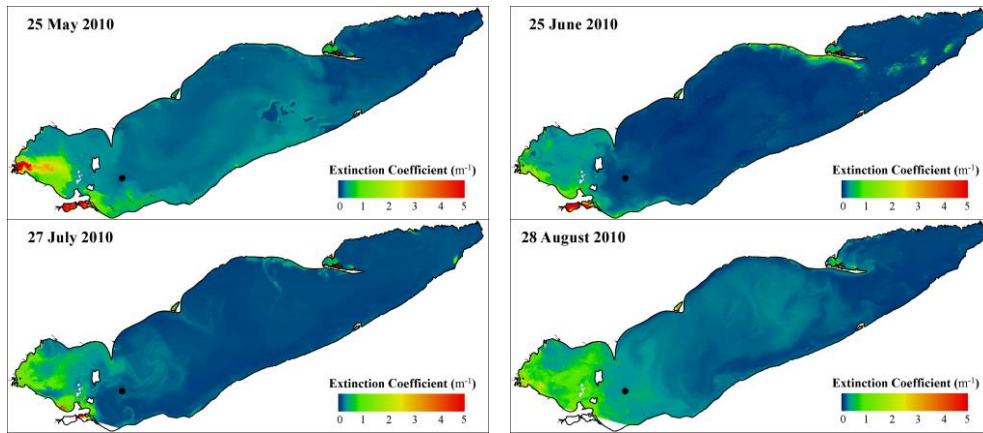 25 May 2010
Extinction Coefficient (m⁻¹)
0 1 2 3 4 5
25 June 2010
Extinction Coefficient (m⁻¹)
0 1 2 3 4 5
27 July 2010
Extinction Coefficient (m⁻¹)
0 1 2 3 4 5
28 August 2010
Extinction Coefficient (m⁻¹)
0 1 2 3 4 5